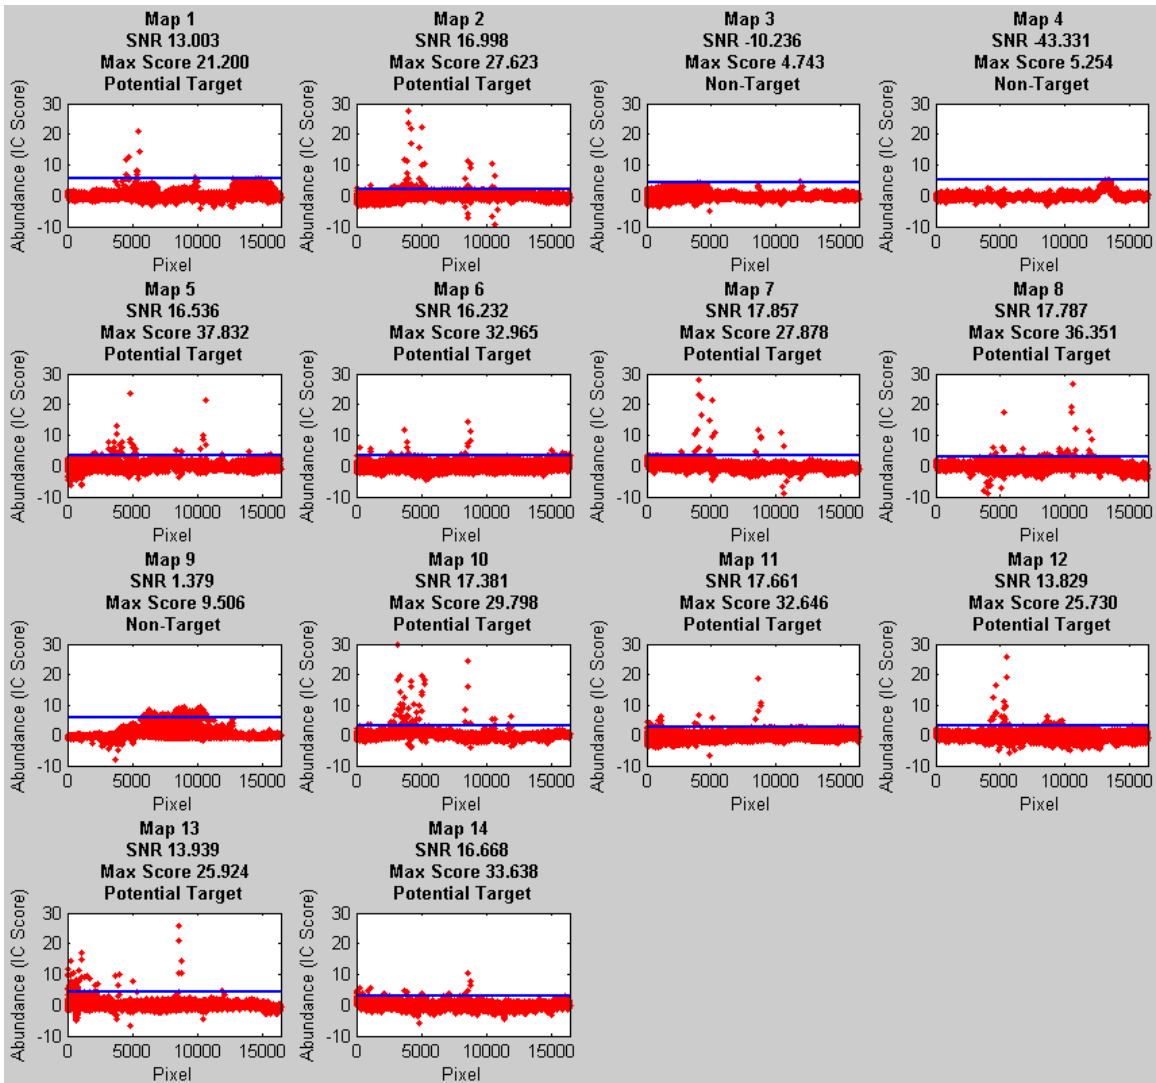 Map 1
SNR 13.003
Max Score 21.200
Potential Target
Abundance (IC Score)
30
20
10
0
-10
0 5000 10000 15000
Pixel
Map 2
SNR 16.998
Max Score 27.623
Potential Target
Abundance (IC Score)
30
20
10
0
-10
0 5000 10000 15000
Pixel
Map 3
SNR -10.236
Max Score 4.743
Non-Target
Abundance (IC Score)
30
20
10
0
-10
0 5000 10000 15000
Pixel
Map 4
SNR -43.331
Max Score 5.254
Non-Target
Abundance (IC Score)
30
20
10
0
-10
0 5000 10000 15000
Pixel
Map 5
SNR 16.536
Max Score 37.832
Potential Target
Abundance (IC Score)
30
20
10
0
-10
0 5000 10000 15000
Pixel
Map 6
SNR 16.232
Max Score 32.965
Potential Target
Abundance (IC Score)
30
20
10
0
-10
0 5000 10000 15000
Pixel
Map 7
SNR 17.857
Max Score 27.878
Potential Target
Abundance (IC Score)
30
20
10
0
-10
0 5000 10000 15000
Pixel
Map 8
SNR 17.787
Max Score 36.351
Potential Target
Abundance (IC Score)
30
20
10
0
-10
0 5000 10000 15000
Pixel
Map 9
SNR 1.379
Max Score 9.506
Non-Target
Abundance (IC Score)
30
20
10
0
-10
0 5000 10000 15000
Pixel
Map 10
SNR 17.381
Max Score 29.798
Potential Target
Abundance (IC Score)
30
20
10
0
-10
0 5000 10000 15000
Pixel
Map 11
SNR 17.661
Max Score 32.646
Potential Target
Abundance (IC Score)
30
20
10
0
-10
0 5000 10000 15000
Pixel
Map 12
SNR 13.829
Max Score 25.730
Potential Target
Abundance (IC Score)
30
20
10
0
-10
0 5000 10000 15000
Pixel
Map 13
SNR 13.939
Max Score 25.924
Potential Target
Abundance (IC Score)
30
20
10
0
-10
0 5000 10000 15000
Pixel
Map 14
SNR 16.668
Max Score 33.638
Potential Target
Abundance (IC Score)
30
20
10
0
-10
0 5000 10000 15000
Pixel